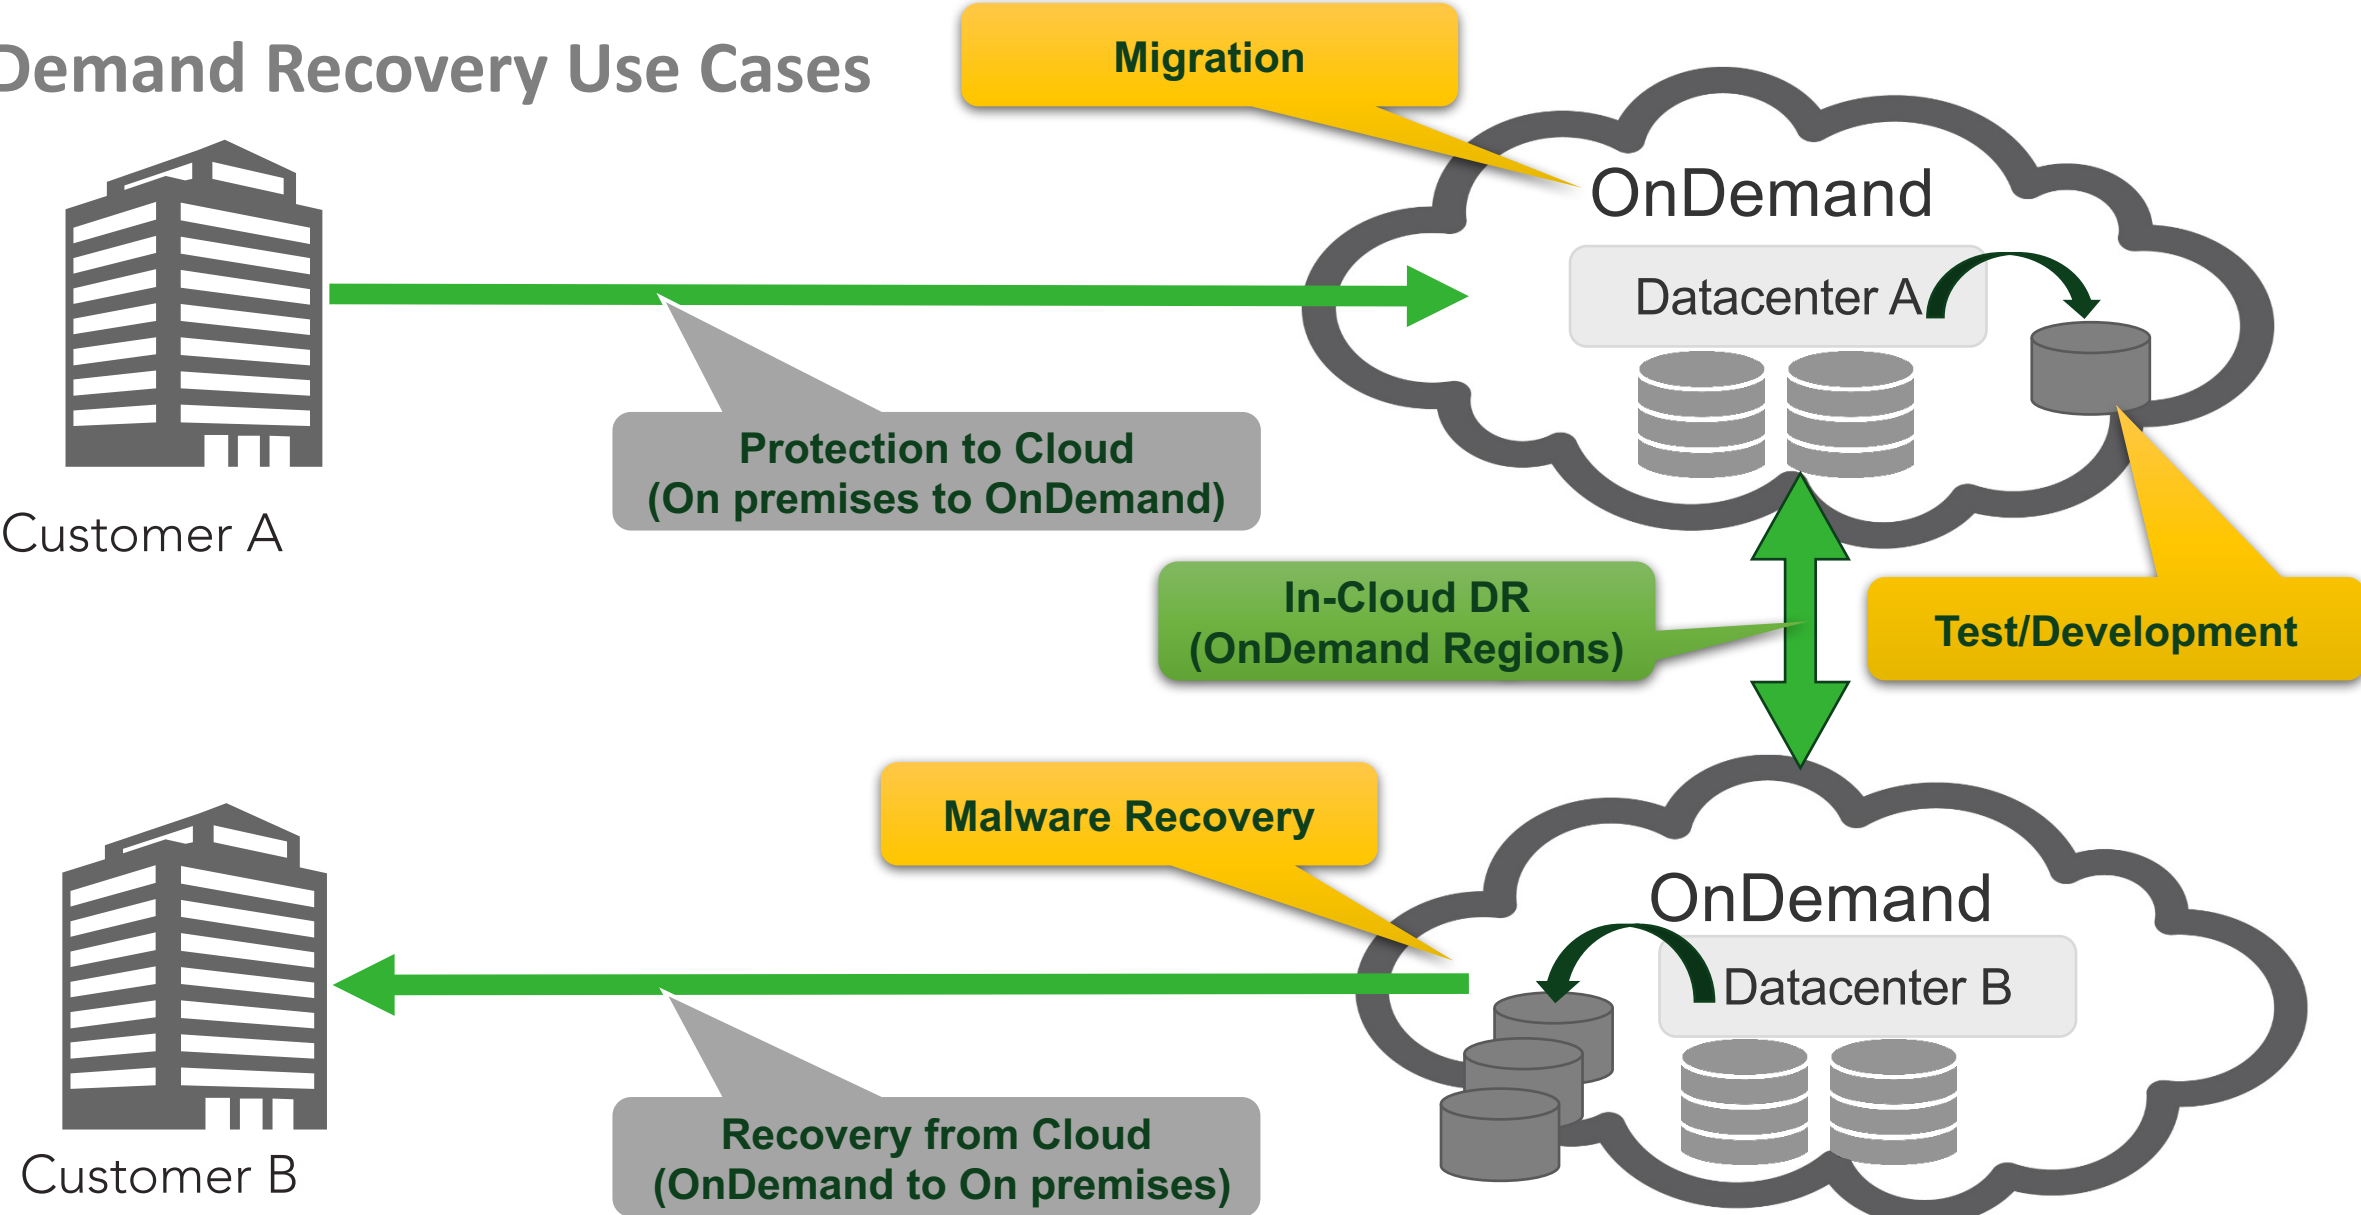 Demand Recovery Use Cases
Migration
OnDemand
Datacenter A
Protection to Cloud
(On premises to OnDemand)
Customer A
In-Cloud DR
(OnDemand Regions)
Test/Development
Malware Recovery
OnDemand
Datacenter B
Recovery from Cloud
(OnDemand to On premises)
Customer B